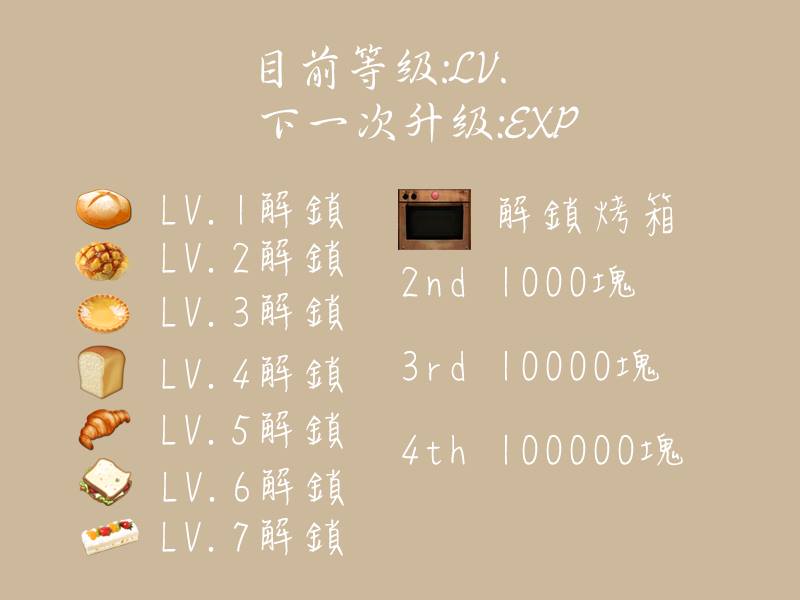 目前等级:LV.
下一次升级:EXP
LV.1解鎖
LV.2解鎖
LV.3解鎖
LV.4解鎖
LV.5解鎖
LV.6解鎖
LV.7解鎖
解鎖烤箱
2nd 1000塊
3rd 10000塊
4th 100000塊